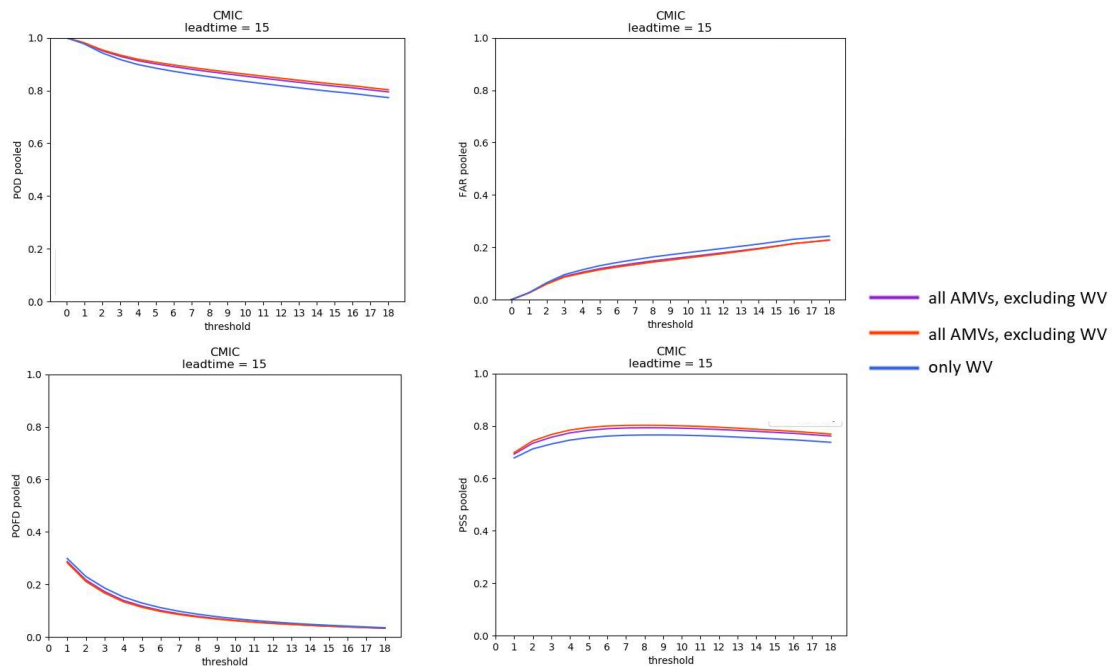 CMIC
leadtime = 15
1.0
0.8
0.6
0.4
0.2
0.0
POD pooled
0 1 2 3 4 5 6 7 8 9 10 11 12 13 14 15 16 17 18
threshold
CMIC
leadtime = 15
1.0
0.8
0.6
0.4
0.2
0.0
FAR pooled
0 1 2 3 4 5 6 7 8 9 10 11 12 13 14 15 16 17 18
threshold
all AMVs, excluding WV
all AMVs, excluding WV
only WV
CMIC
leadtime = 15
1.0
0.8
0.6
0.4
0.2
0.0
POFD pooled
0 1 2 3 4 5 6 7 8 9 10 11 12 13 14 15 16 17 18
threshold
CMIC
leadtime = 15
1.0
0.8
0.6
0.4
0.2
0.0
PSS pooled
0 1 2 3 4 5 6 7 8 9 10 11 12 13 14 15 16 17 18
threshold